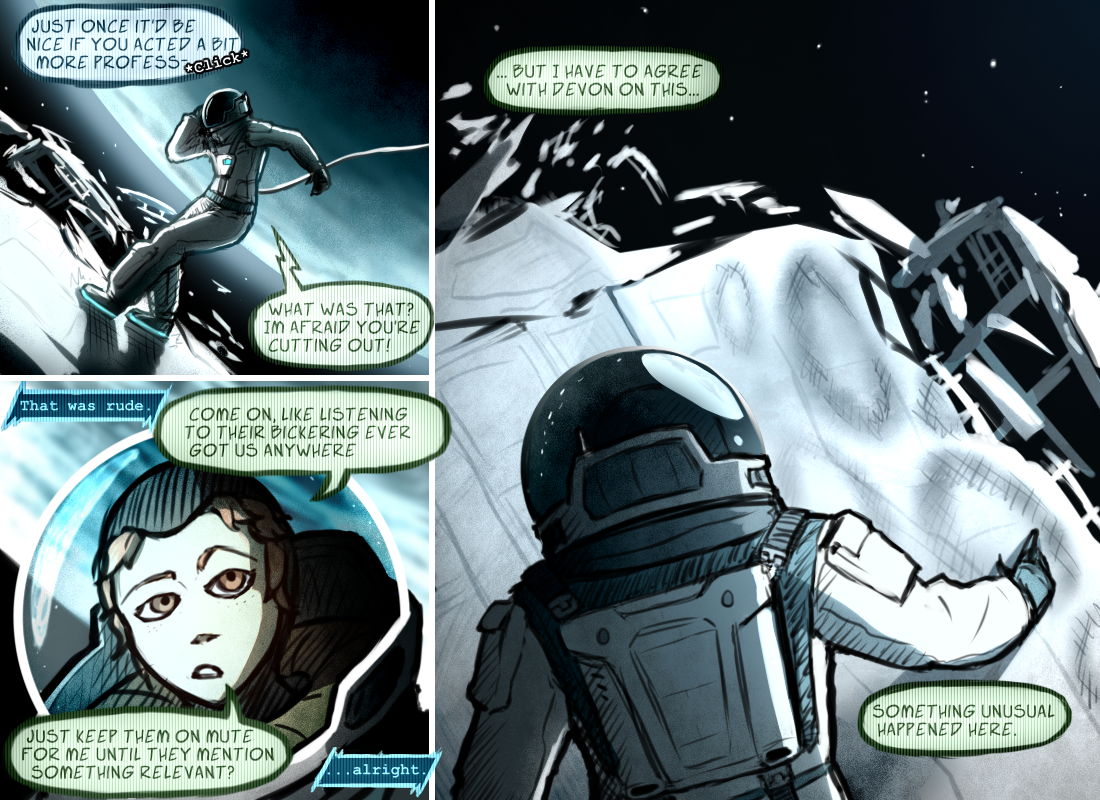 JUST ONCE IT'D BE
NICE IF YOU ACTED A BIT
MORE PROFESS-
*Click*
WHAT WAS THAT?
IM AFRAID YOU'RE
CUTTING OUT!
That was rude.
COME ON, LIKE LISTENING
TO THEIR BICKERING EVER
GOT US ANYWHERE
JUST KEEP THEM ON MUTE
FOR ME UNTIL THEY MENTION
SOMETHING RELEVANT?
...alright.
... BUT I HAVE TO AGREE
WITH DEVON ON THIS...
SOMETHING UNUSUAL
HAPPENED HERE.